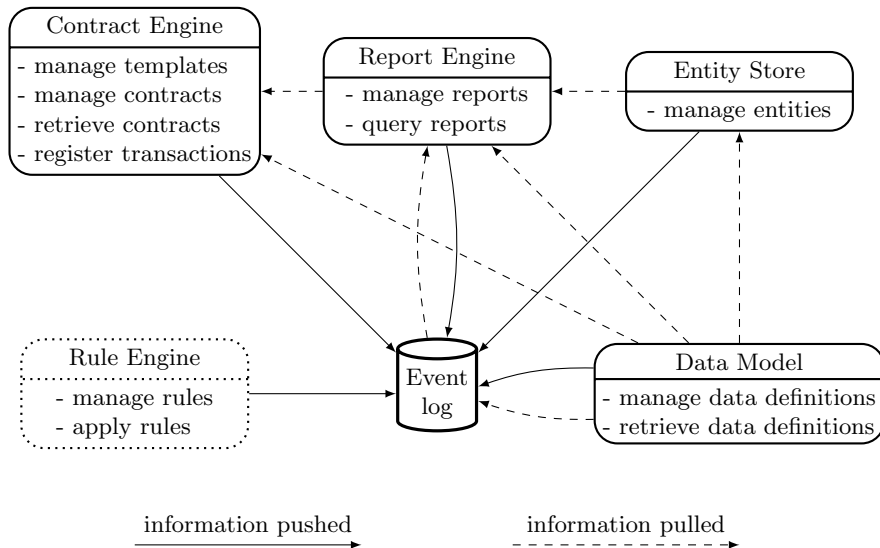 Contract Engine
- manage templates
- manage contracts
- retrieve contracts
- register transactions
Report Engine
- manage reports
- query reports
Entity Store
- manage entities
Rule Engine
- manage rules
- apply rules
Event
log
Data Model
- manage data definitions
- retrieve data definitions
information pushed
information pulled